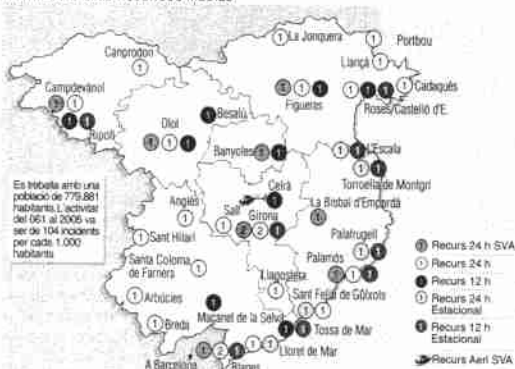 La Jonquera
Portbou
Camprodon
Llançà
Cadaqués
Campdevànol
Figueras
Roses/Castelló d'E.
Besalú
Olot
Ripoll
Banyoles
L'Escala
Torroella de Montgrí
Es treballa amb una
població de 779.881
habitants. L'activitat
del 061 al 2005 va
ser de 104 incidents
per cada 1.000
habitants
Celrà
La Bisbal d'Empordà
Anglès
Salt
Girona
Palafrugell
Sant Hilari
Palamós
Santa Coloma
de Farners
Llagostera
Sant Feliu de Guíxols
Arbúcies
Maçanet de la Selva
Tossa de Mar
Breda
Lloret de Mar
A Barcelona
Blanes
Recurs 24 h SVA
Recurs 24 h
Recurs 12 h
Recurs 24 h
Estacional
Recurs 12 h
Estacional
Recurs Aeri SVA